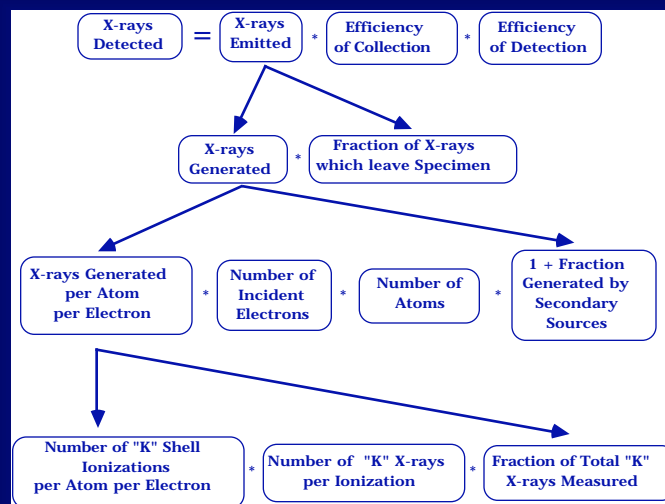 X-rays
Detected
=
X-rays
Emitted
*
Efficiency
of Collection
*
Efficiency
of Detection
X-rays
Generated
*
Fraction of X-rays
which leave Specimen
X-rays Generated
per Atom
per Electron
*
Number of
Incident
Electrons
*
Number of
Atoms
*
1 + Fraction
Generated by
Secondary
Sources
Number of "K" Shell
Ionizations
per Atom per Electron
*
Number of "K" X-rays
per Ionization
*
Fraction of Total "K"
X-rays Measured